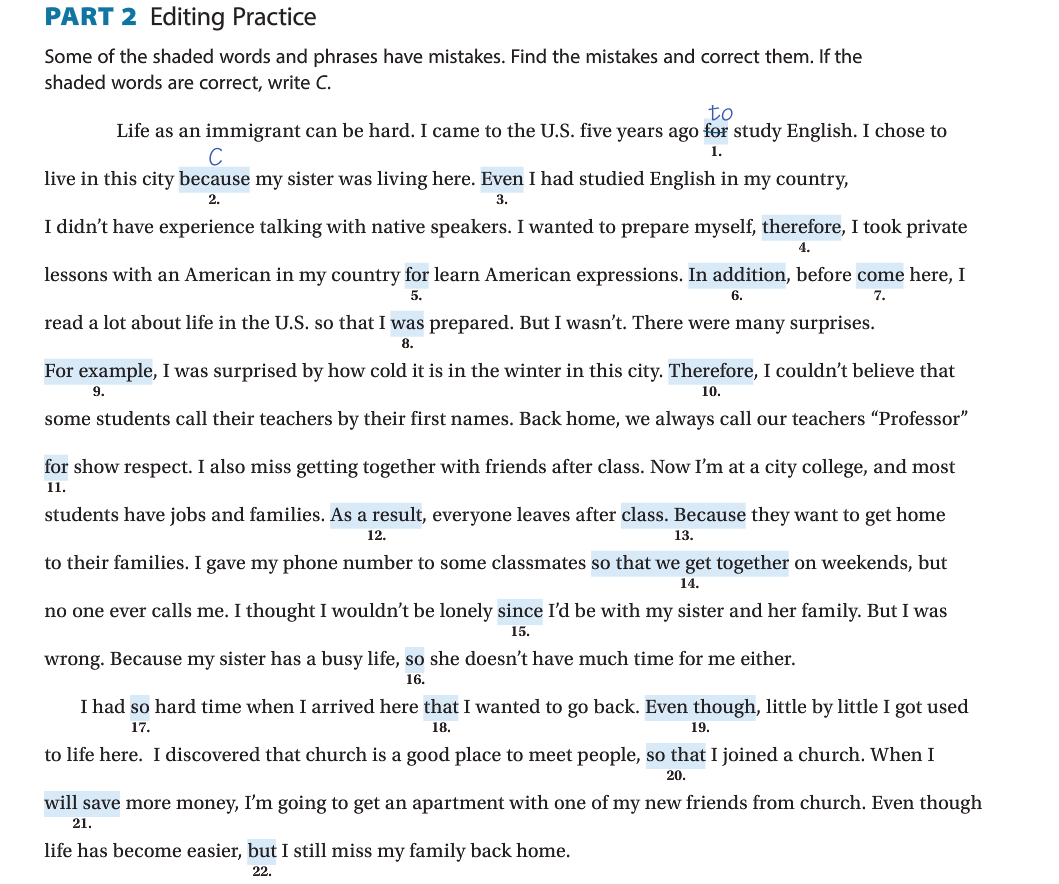 PART 2 Editing Practice
Some of the shaded words and phrases have mistakes. Find the mistakes and correct them. If the
shaded words are correct, write C.
to
Life as an immigrant can be hard. I came to the U.S. five years ago for study English. I chose to
1.
C
live in this city because my sister was living here. Even I had studied English in my country,
2. 3.
I didn't have experience talking with native speakers. I wanted to prepare myself, therefore, I took private
4.
lessons with an American in my country for learn American expressions. In addition, before come here, I
5. 6. 7.
read a lot about life in the U.S. so that I was prepared. But I wasn't. There were many surprises.
8.
For example, I was surprised by how cold it is in the winter in this city. Therefore, I couldn't believe that
9. 10.
some students call their teachers by their first names. Back home, we always call our teachers “Professor”
for show respect. I also miss getting together with friends after class. Now I'm at a city college, and most
11.
students have jobs and families. As a result, everyone leaves after class. Because they want to get home
12. 13.
to their families. I gave my phone number to some classmates so that we get together on weekends, but
14.
no one ever calls me. I thought I wouldn't be lonely since I'd be with my sister and her family. But I was
15.
wrong. Because my sister has a busy life, so she doesn't have much time for me either.
16.
I had so hard time when I arrived here that I wanted to go back. Even though, little by little I got used
17. 18. 19.
to life here. I discovered that church is a good place to meet people, so that I joined a church. When I
20.
will save more money, I'm going to get an apartment with one of my new friends from church. Even though
21.
life has become easier, but I still miss my family back home.
22.